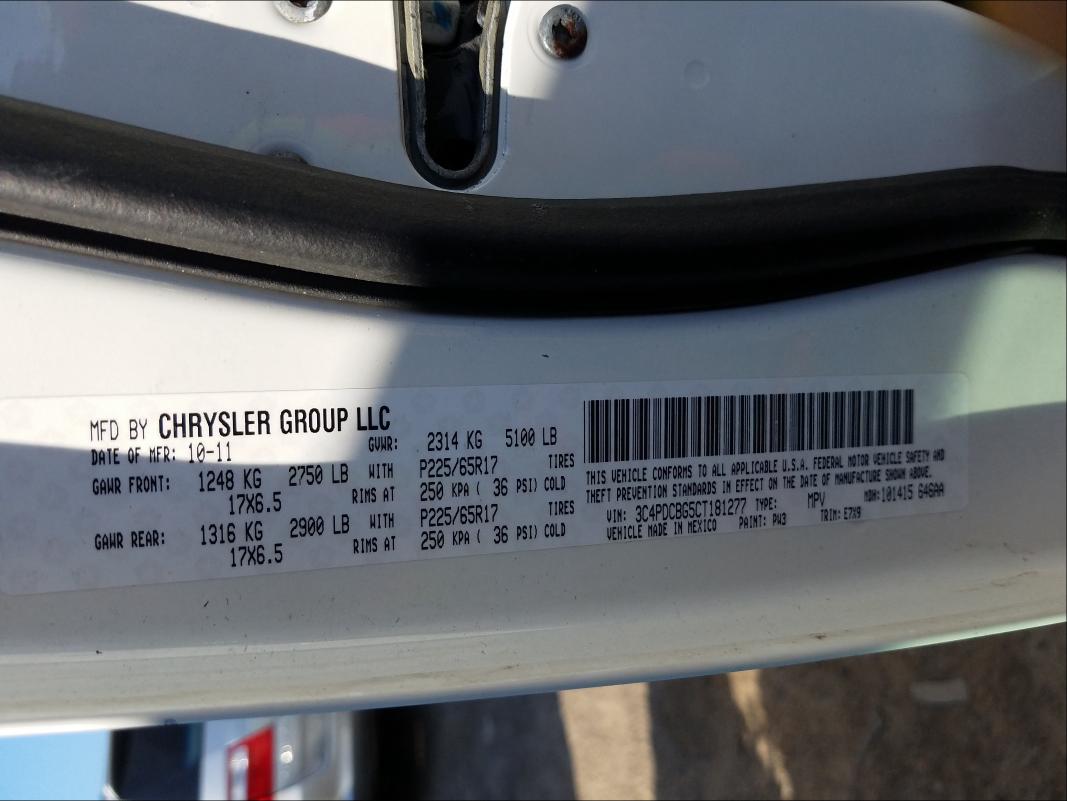 MFD BY CHRYSLER GROUP LLC
DATE OF MFR: 10-11 GVWR: 2314 KG 5100 LB
GAWR FRONT: 1248 KG 2750 LB WITH P225/65R17 TIRES
17X6.5 RIMS AT 250 KPA ( 36 PSI) COLD
GAWR REAR: 1316 KG 2900 LB WITH P225/65R17 TIRES
17X6.5 RIMS AT 250 KPA ( 36 PSI) COLD
THIS VEHICLE CONFORMS TO ALL APPLICABLE U.S.A. FEDERAL MOTOR VEHICLE SAFETY AND
THEFT PREVENTION STANDARDS IN EFFECT ON THE DATE OF MANUFACTURE SHOWN ABOVE.
VIN: 3C4PDCBG5CT181277 TYPE: MPV MDH: 101415 646AA
VEHICLE MADE IN MEXICO PAINT: PW3 TRIM: E7X9